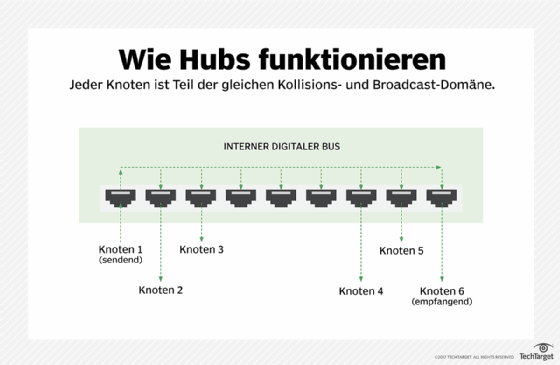 Wie Hubs funktionieren
Jeder Knoten ist Teil der gleichen Kollisions- und Broadcast-Domäne.
INTERNER DIGITALER BUS
Knoten 1
(sendend)
Knoten 2
Knoten 3
Knoten 4
Knoten 5
Knoten 6
(empfangend)
©2017 TECHTARGET. ALL RIGHTS RESERVED
TechTarget